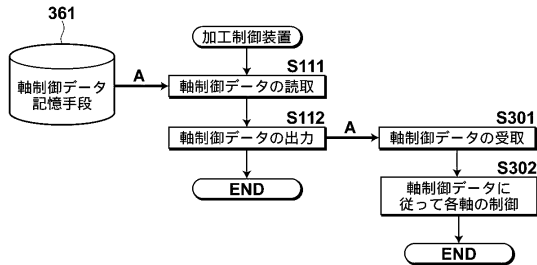 361
加工制御装置
A
S111
軸制御データ
記憶手段
軸制御データの読取
S112
A
S301
軸制御データの出力
軸制御データの受取
END
S302
軸制御データに
従って各軸の制御
END